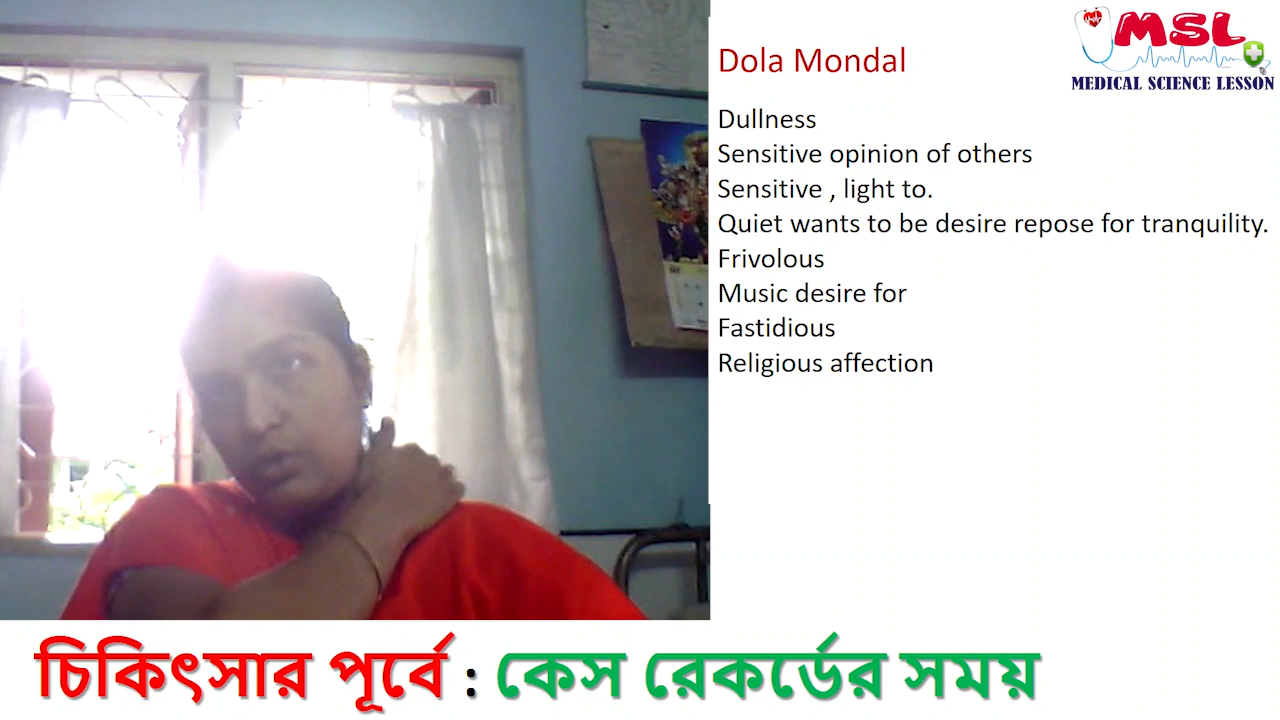 MSL
MEDICAL SCIENCE LESSON
Dola Mondal
Dullness
Sensitive opinion of others
Sensitive , light to.
Quiet wants to be desire repose for tranquility.
Frivolous
Music desire for
Fastidious
Religious affection
চিকিৎসার পূর্বে : কেস রেকর্ডের সময়